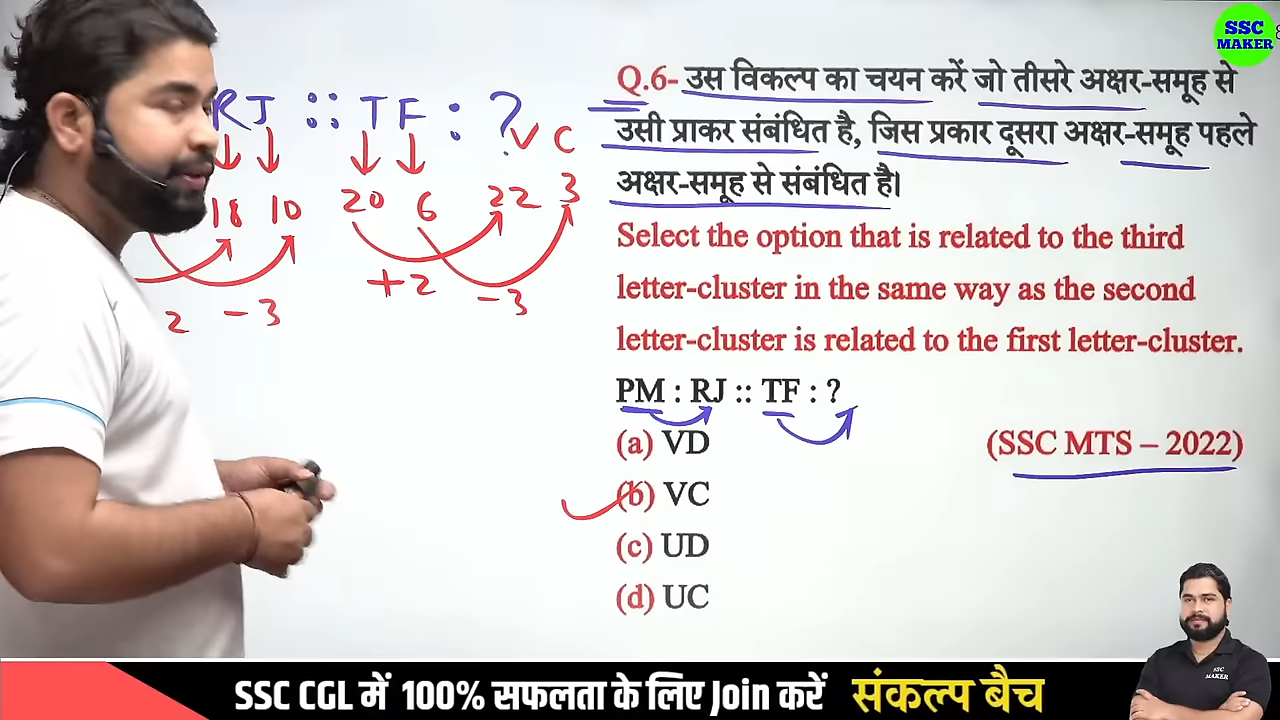 SSC
MAKER
RJ :: TF : ?
V C
18 10 20 6 22 3
2 -3 +2 -3
Q.6- उस विकल्प का चयन करें जो तीसरे अक्षर-समूह से
उसी प्राकर संबंधित है, जिस प्रकार दूसरा अक्षर-समूह पहले
अक्षर-समूह से संबंधित है।
Select the option that is related to the third
letter-cluster in the same way as the second
letter-cluster is related to the first letter-cluster.
PM : RJ :: TF : ?
(a) VD
(SSC MTS – 2022)
(b) VC
(c) UD
(d) UC
SSC
MAKER
SSC CGL में 100% सफलता के लिए Join करें संकल्प बैच